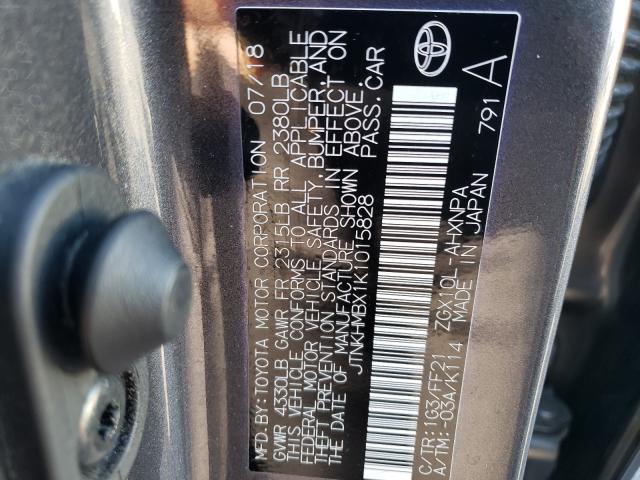 MFD.BY:TOYOTA MOTOR CORPORATION 07/18
GVWR 4330LB GAWR FR 2315LB RR 2380LB
THIS VEHICLE CONFORMS TO ALL APPLICABLE
FEDERAL MOTOR VEHICLE SAFETY, BUMPER, AND
THEFT PREVENTION STANDARDS IN EFFECT ON
THE DATE OF MANUFACTURE SHOWN ABOVE.
JTNKHMBX1K1015828 PASS.CAR
C/TR:1G3/FF21 ZGX10L-AHXNPA
A/TM:-03A/K114 MADE IN JAPAN
791 A